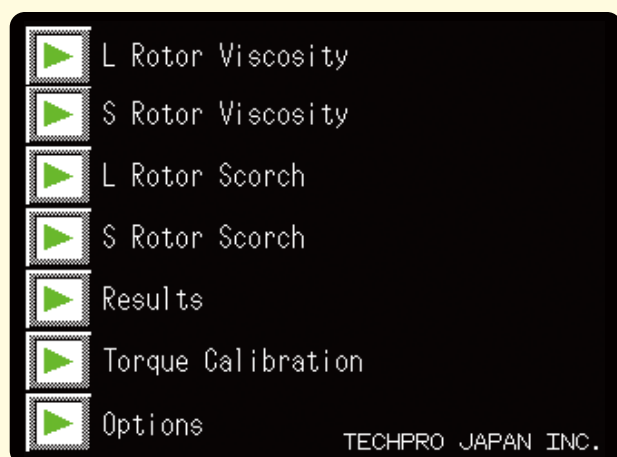 L Rotor Viscosity
S Rotor Viscosity
L Rotor Scorch
S Rotor Scorch
Results
Torque Calibration
Options
TECHPRO JAPAN INC.